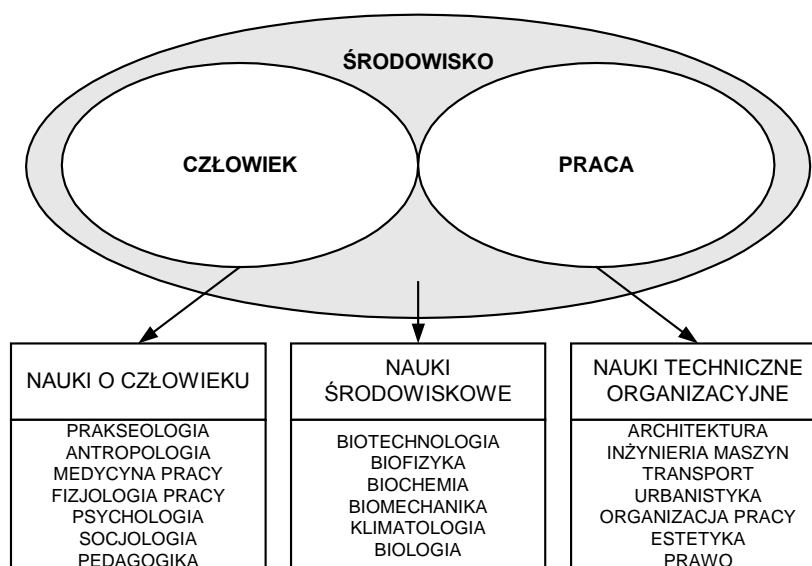 ŚRODOWISKO
CZŁOWIEK
PRACA
NAUKI O CZŁOWIEKU
PRAKSEOLOGIA
ANTROPOLOGIA
MEDYCYNA PRACY
FIZJOLOGIA PRACY
PSYCHOLOGIA
SOCJOLOGIA
PEDAGOGIKA
NAUKI
ŚRODOWISKOWE
BIOTECHNOLOGIA
BIOFIZYKA
BIOCHEMIA
BIOMECHANIKA
KLIMATOLOGIA
BIOLOGIA
NAUKI TECHNICZNE
ORGANIZACYJNE
ARCHITEKTURA
INŻYNIERIA MASZYN
TRANSPORT
URBANISTYKA
ORGANIZACJA PRACY
ESTETYKA
PRAWO